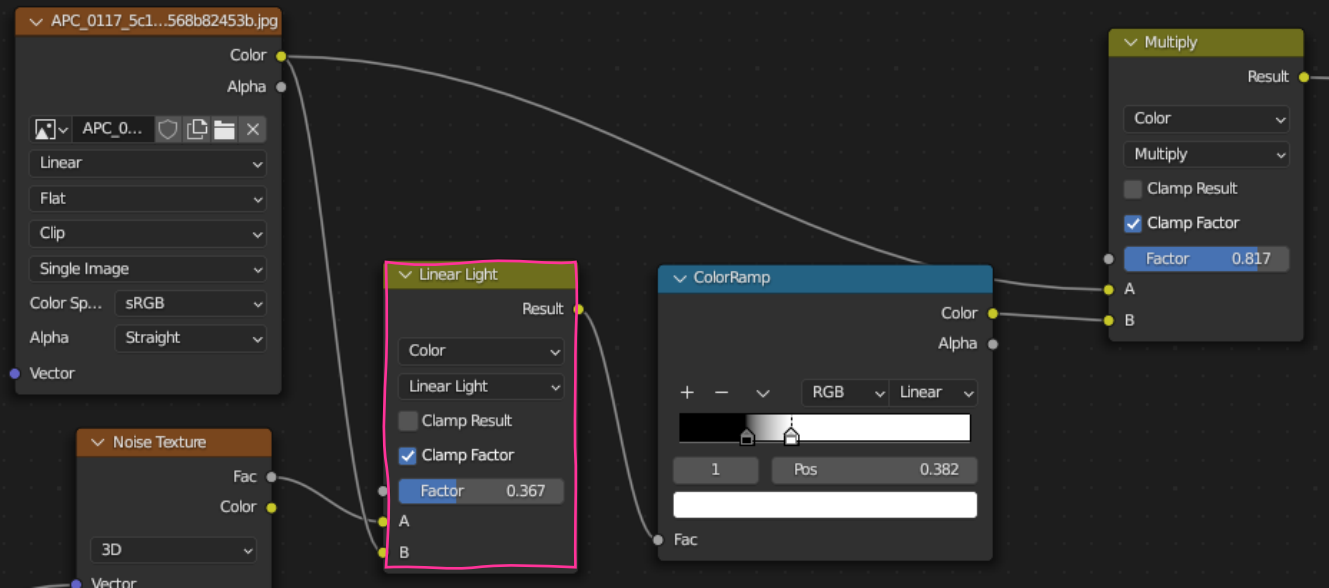 APC_0117_5c1...568b82453b.jpg
Color
Alpha
APC_0...
Linear
Flat
Clip
Single Image
Color Sp... sRGB
Alpha Straight
Vector
Noise Texture
Fac
Color
3D
Vector
Linear Light
Result
Color
Linear Light
Clamp Result
Clamp Factor
Factor 0.367
A
B
ColorRamp
Color
Alpha
+ − RGB Linear
1 Pos 0.382
Fac
Multiply
Result
Color
Multiply
Clamp Result
Clamp Factor
Factor 0.817
A
B